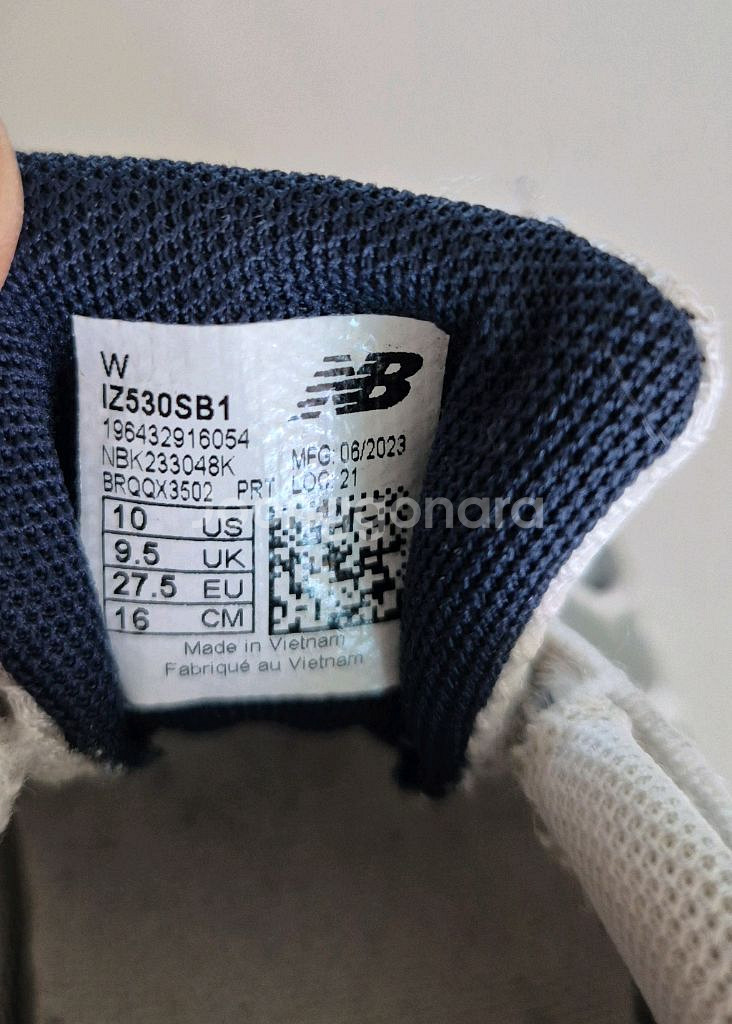 W
IZ530SB1
NB
196432916054
NBK233048K
MFG: 06/2023
BRQQX3502 PRT LOC: 21
10 US
9.5 UK
27.5 EU
16 CM
Made in Vietnam
Fabriqué au Vietnam